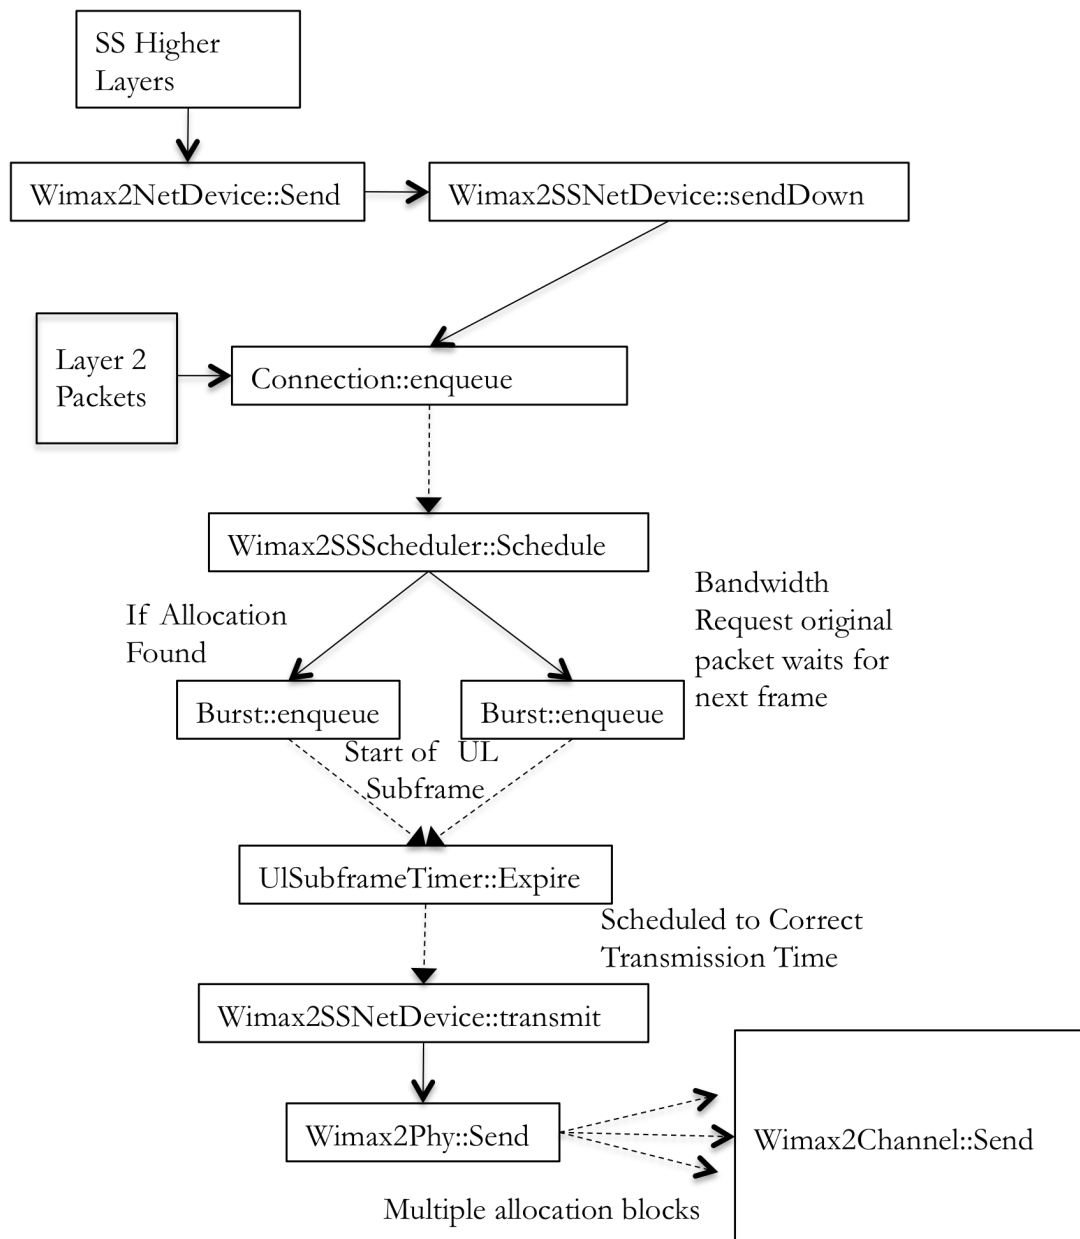 SS Higher
Layers
Wimax2NetDevice::Send
Wimax2SSNetDevice::sendDown
Layer 2
Packets
Connection::enqueue
Wimax2SSScheduler::Schedule
If Allocation
Found
Bandwidth
Request original
packet waits for
next frame
Burst::enqueue
Burst::enqueue
Start of UL
Subframe
UlSubframeTimer::Expire
Scheduled to Correct
Transmission Time
Wimax2SSNetDevice::transmit
Wimax2Phy::Send
Wimax2Channel::Send
Multiple allocation blocks